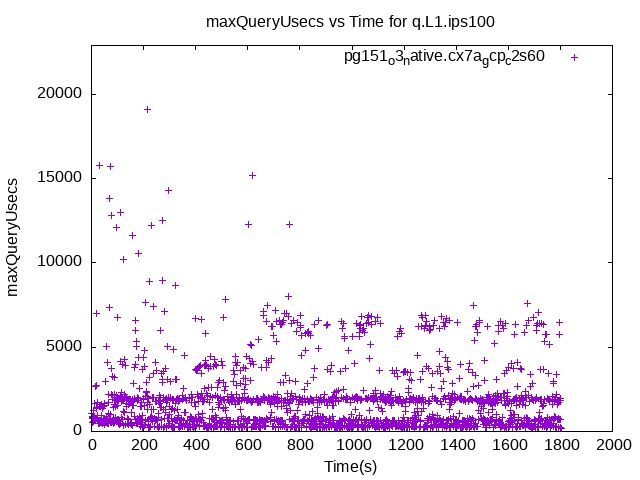 maxQueryUsecs vs Time for q.L1.ips100
pg151o3native.cx7agcpc2s60
20000
15000
10000
5000
0
maxQueryUsecs
0 200 400 600 800 1000 1200 1400 1600 1800 2000
Time(s)